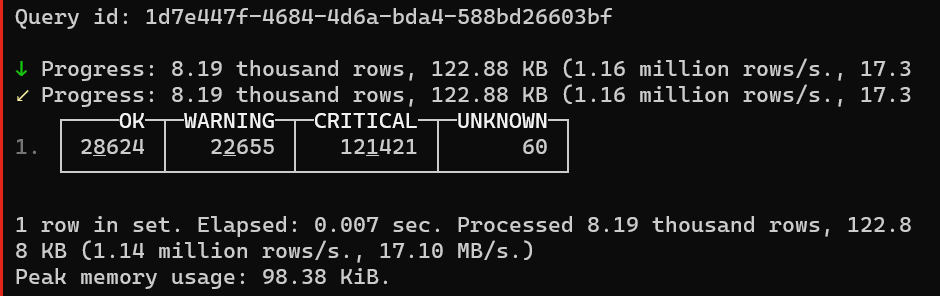 Query id: 1d7e447f-4684-4d6a-bda4-588bd26603bf
↓ Progress: 8.19 thousand rows, 122.88 KB (1.16 million rows/s., 17.3
✓ Progress: 8.19 thousand rows, 122.88 KB (1.16 million rows/s., 17.3
OK WARNING CRITICAL UNKNOWN
1. 28624 22655 121421 60
1 row in set. Elapsed: 0.007 sec. Processed 8.19 thousand rows, 122.8
8 KB (1.14 million rows/s., 17.10 MB/s.)
Peak memory usage: 98.38 KiB.